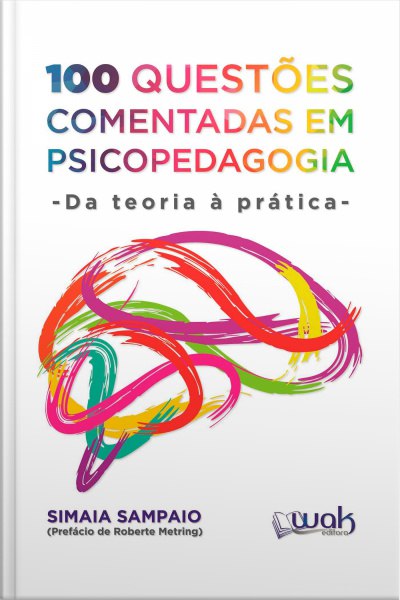 100 QUESTÕES
COMENTADAS EM
PSICOPEDAGOGIA
-Da teoria à prática-
SIMAIA SAMPAIO
(Prefácio de Roberte Metring)
wak
editora